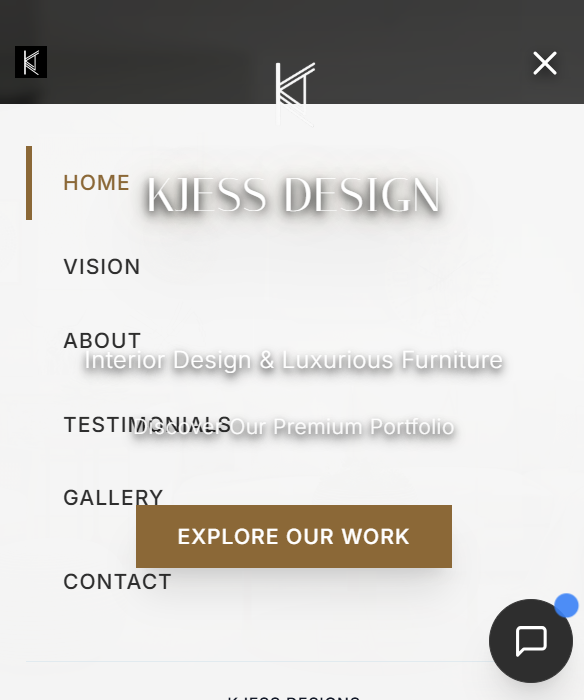 HOME
KJESS DESIGN
VISION
ABOUT
Interior Design & Luxurious Furniture
TESTIMONIALS
Discover Our Premium Portfolio
GALLERY
EXPLORE OUR WORK
CONTACT
KJESS DESIGNS